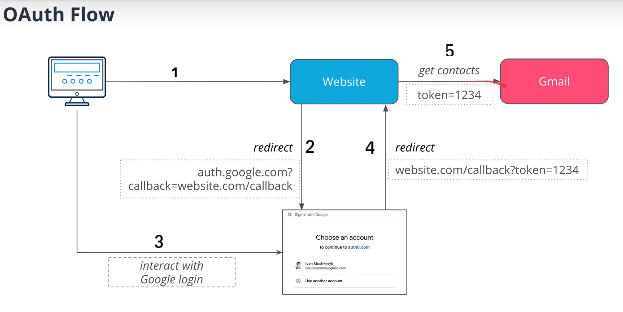 OAuth Flow
5
1
get contacts
Website
Gmail
token=1234
redirect
2
4
redirect
auth.google.com?
callback=website.com/callback
website.com/callback?token=1234
Sign in with Google
3
Choose an account
to continue to auth0.com
interact with
Google login
Use another account